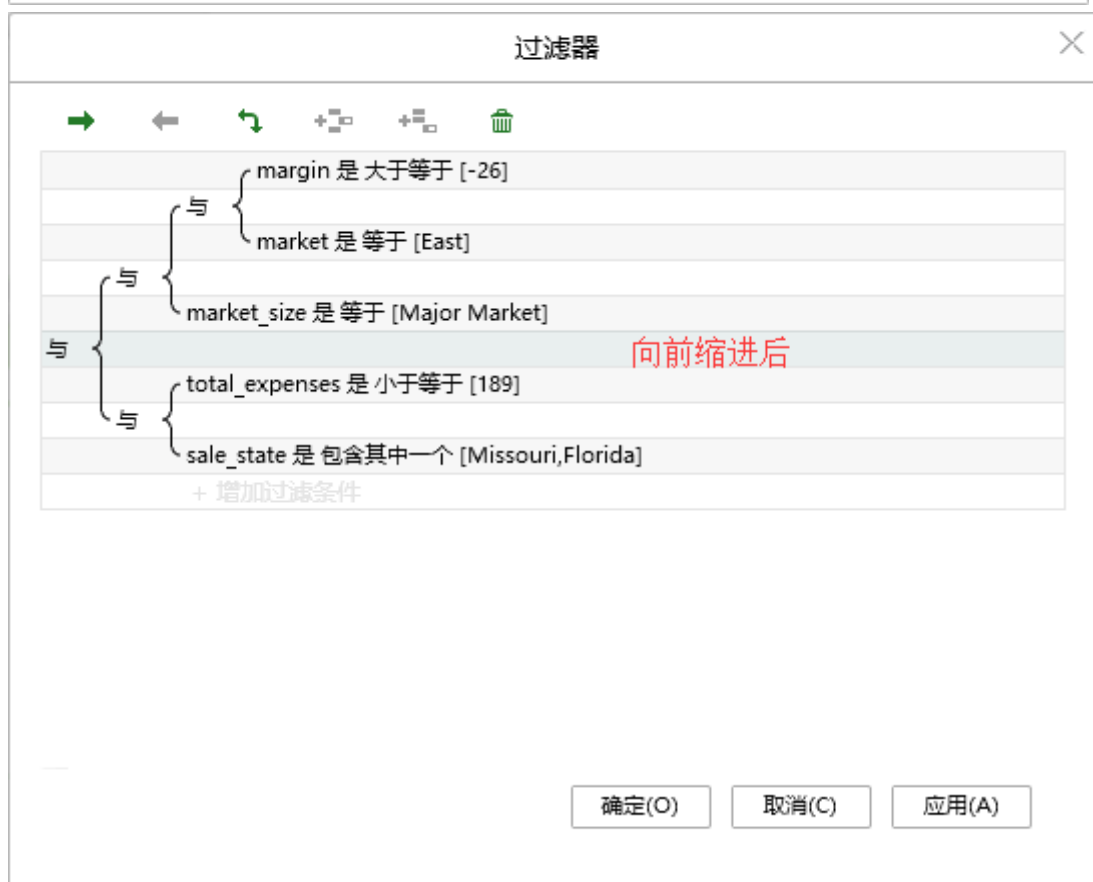 过滤器
margin 是 大于等于 [-26]
与
market 是 等于 [East]
与
market_size 是 等于 [Major Market]
与
向前缩进后
total_expenses 是 小于等于 [189]
与
sale_state 是 包含其中一个 [Missouri,Florida]
+ 增加过滤条件
确定(O) 取消(C) 应用(A)